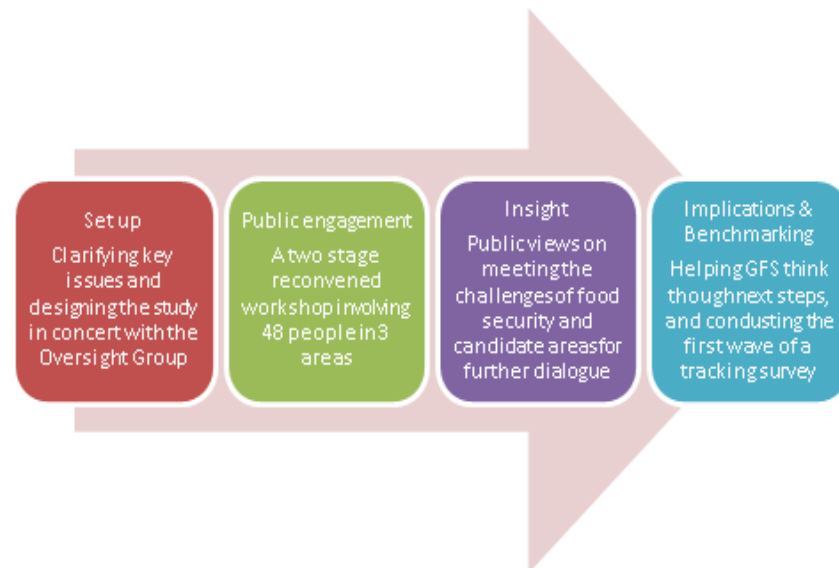 Set up
Clarifying key
issues and
designing the study
in concert with the
Oversight Group
Public engagement
A two stage
reconvened
workshop involving
48 people in 3
areas
Insight
Public views on
meeting the
challenges of food
security and
candidate areas for
further dialogue
Implications &
Benchmarking
Helping GFS think
though next steps,
and condusting the
first wave of a
tracking survey